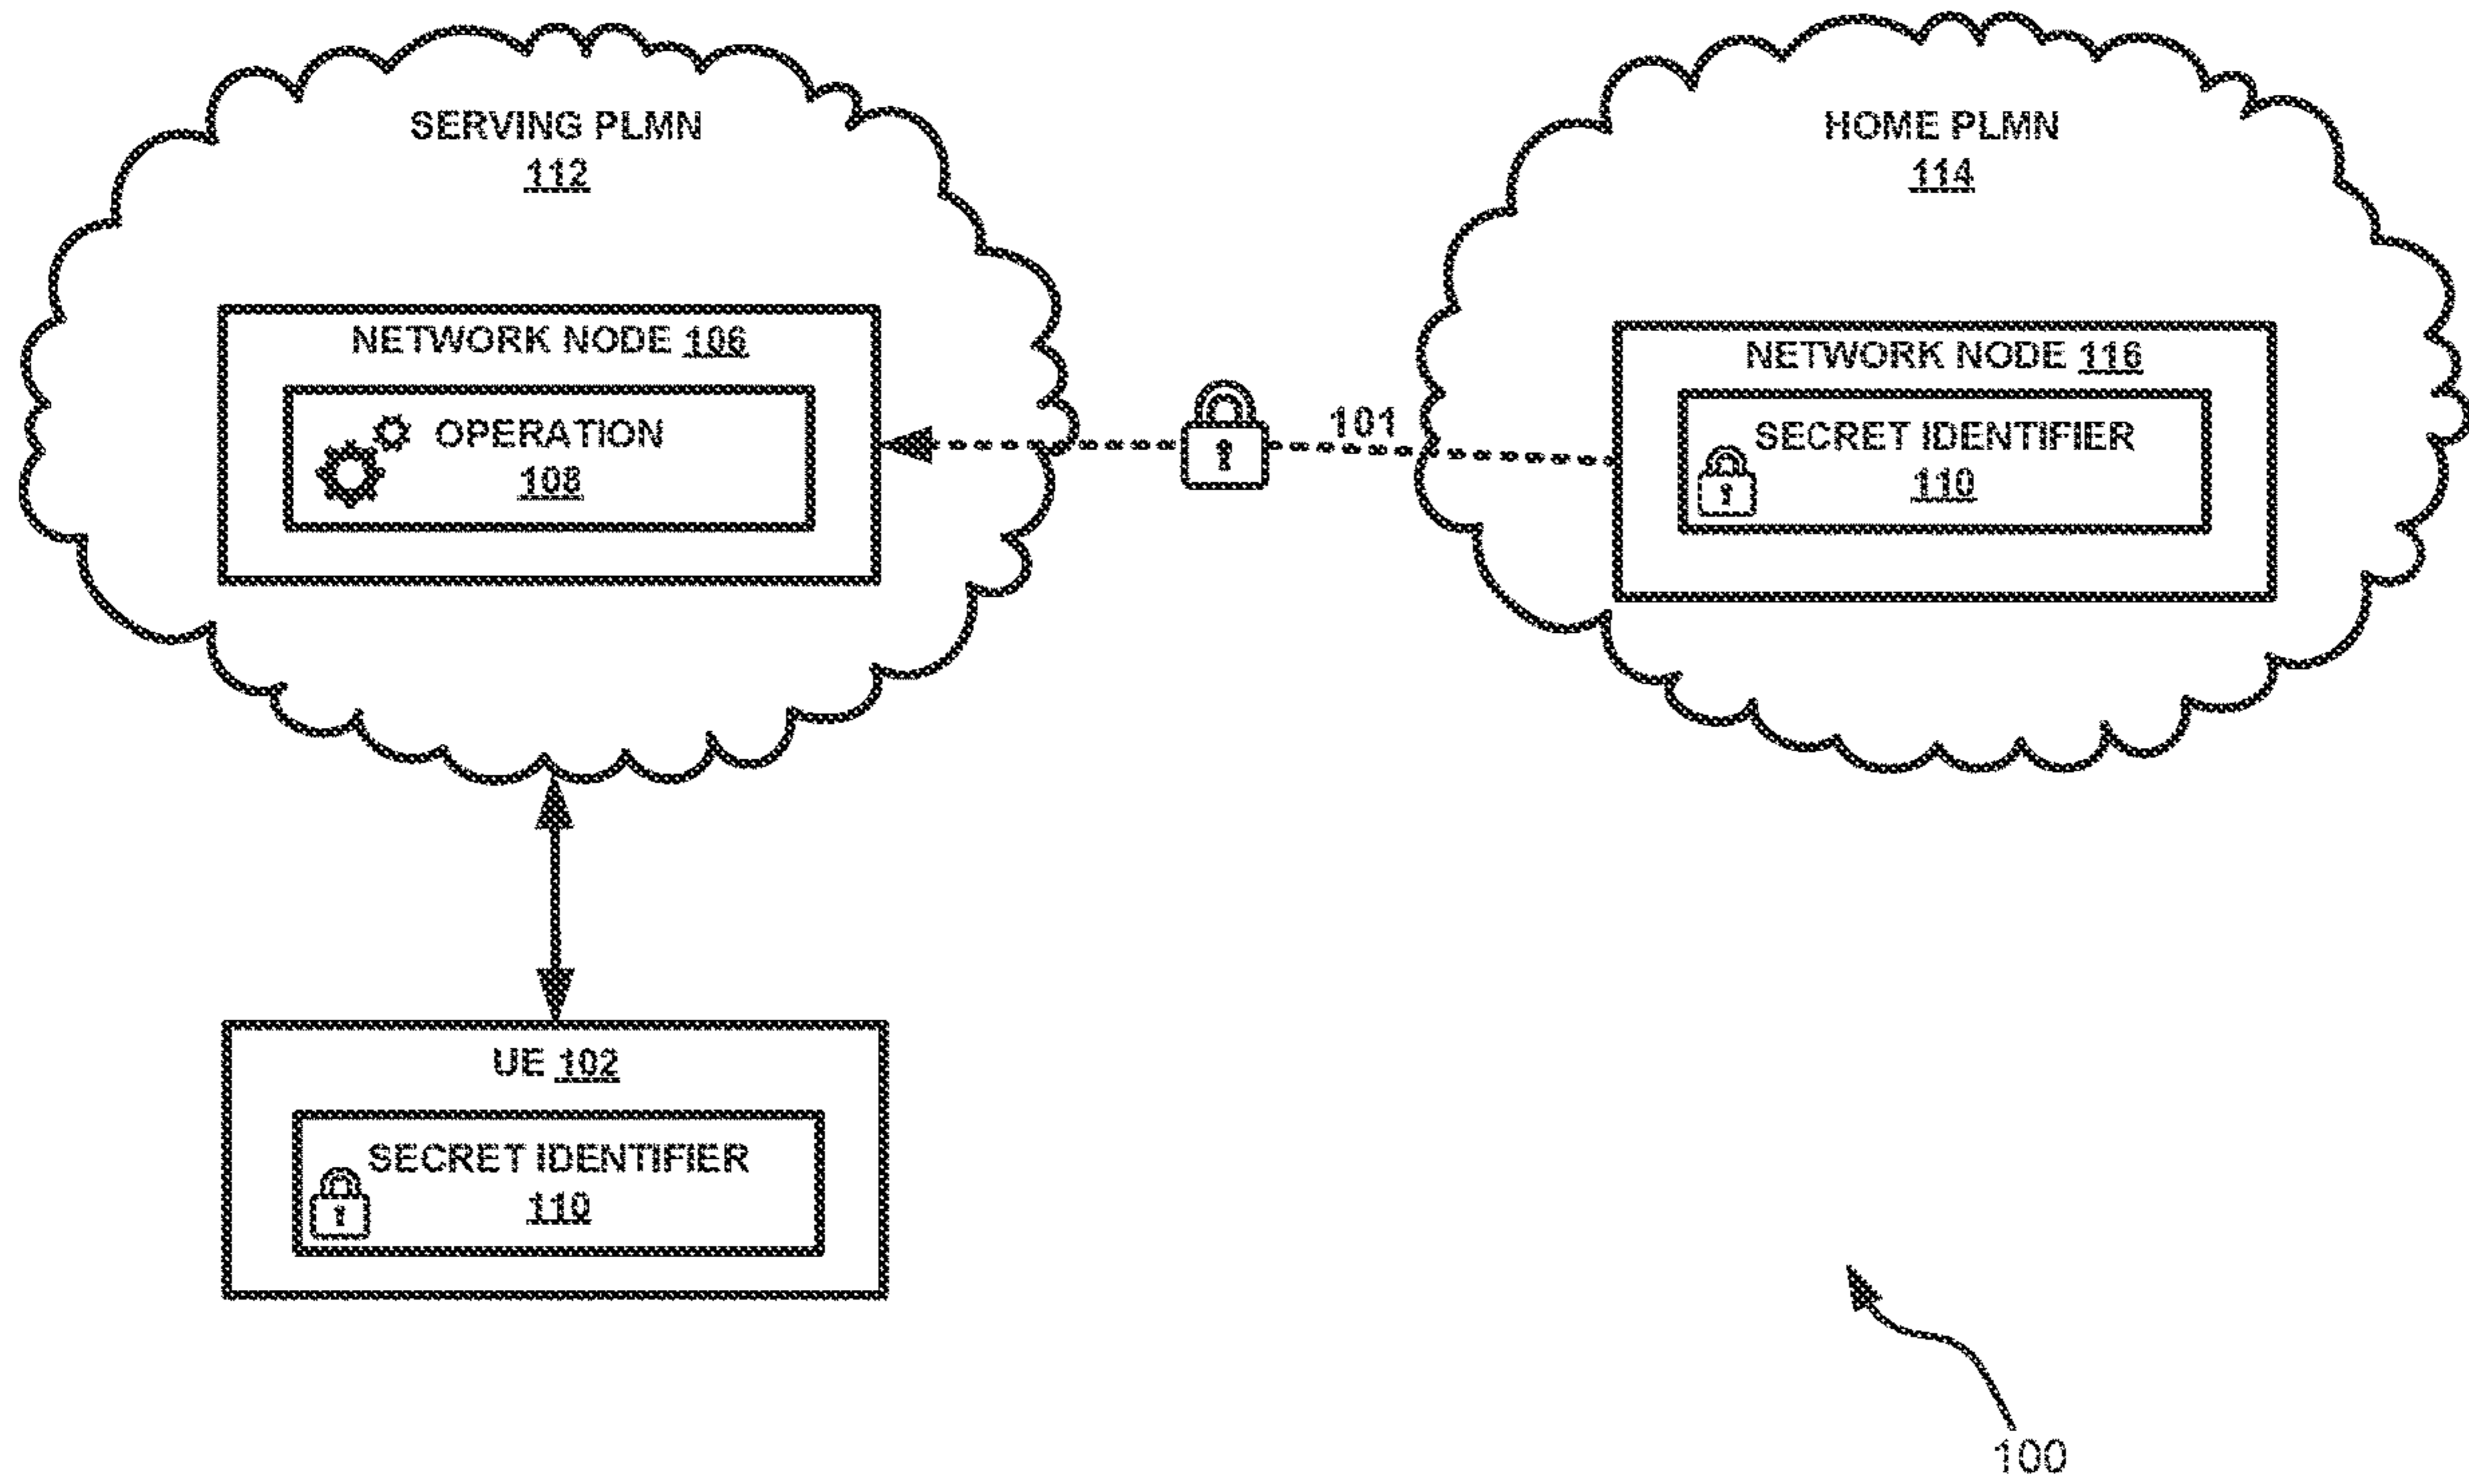 SERVING PLMN
112
NETWORK NODE 106
OPERATION
108
101
HOME PLMN
114
NETWORK NODE 116
SECRET IDENTIFIER
110
UE 102
SECRET IDENTIFIER
110
100